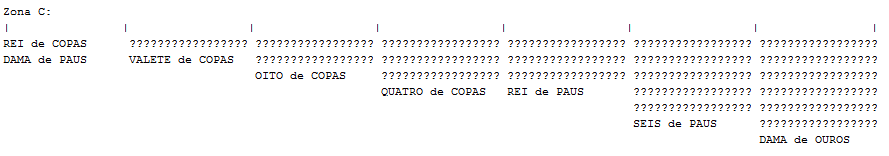 Zona C:
| | | | | | | |
REI de COPAS ????????????????? ????????????????? ????????????????? ????????????????? ????????????????? ?????????????????
DAMA de PAUS VALETE de COPAS ????????????????? ????????????????? ????????????????? ????????????????? ?????????????????
OITO de COPAS ????????????????? ????????????????? ????????????????? ?????????????????
QUATRO de COPAS REI de PAUS ????????????????? ?????????????????
????????????????? ?????????????????
SEIS de PAUS ?????????????????
DAMA de OUROS